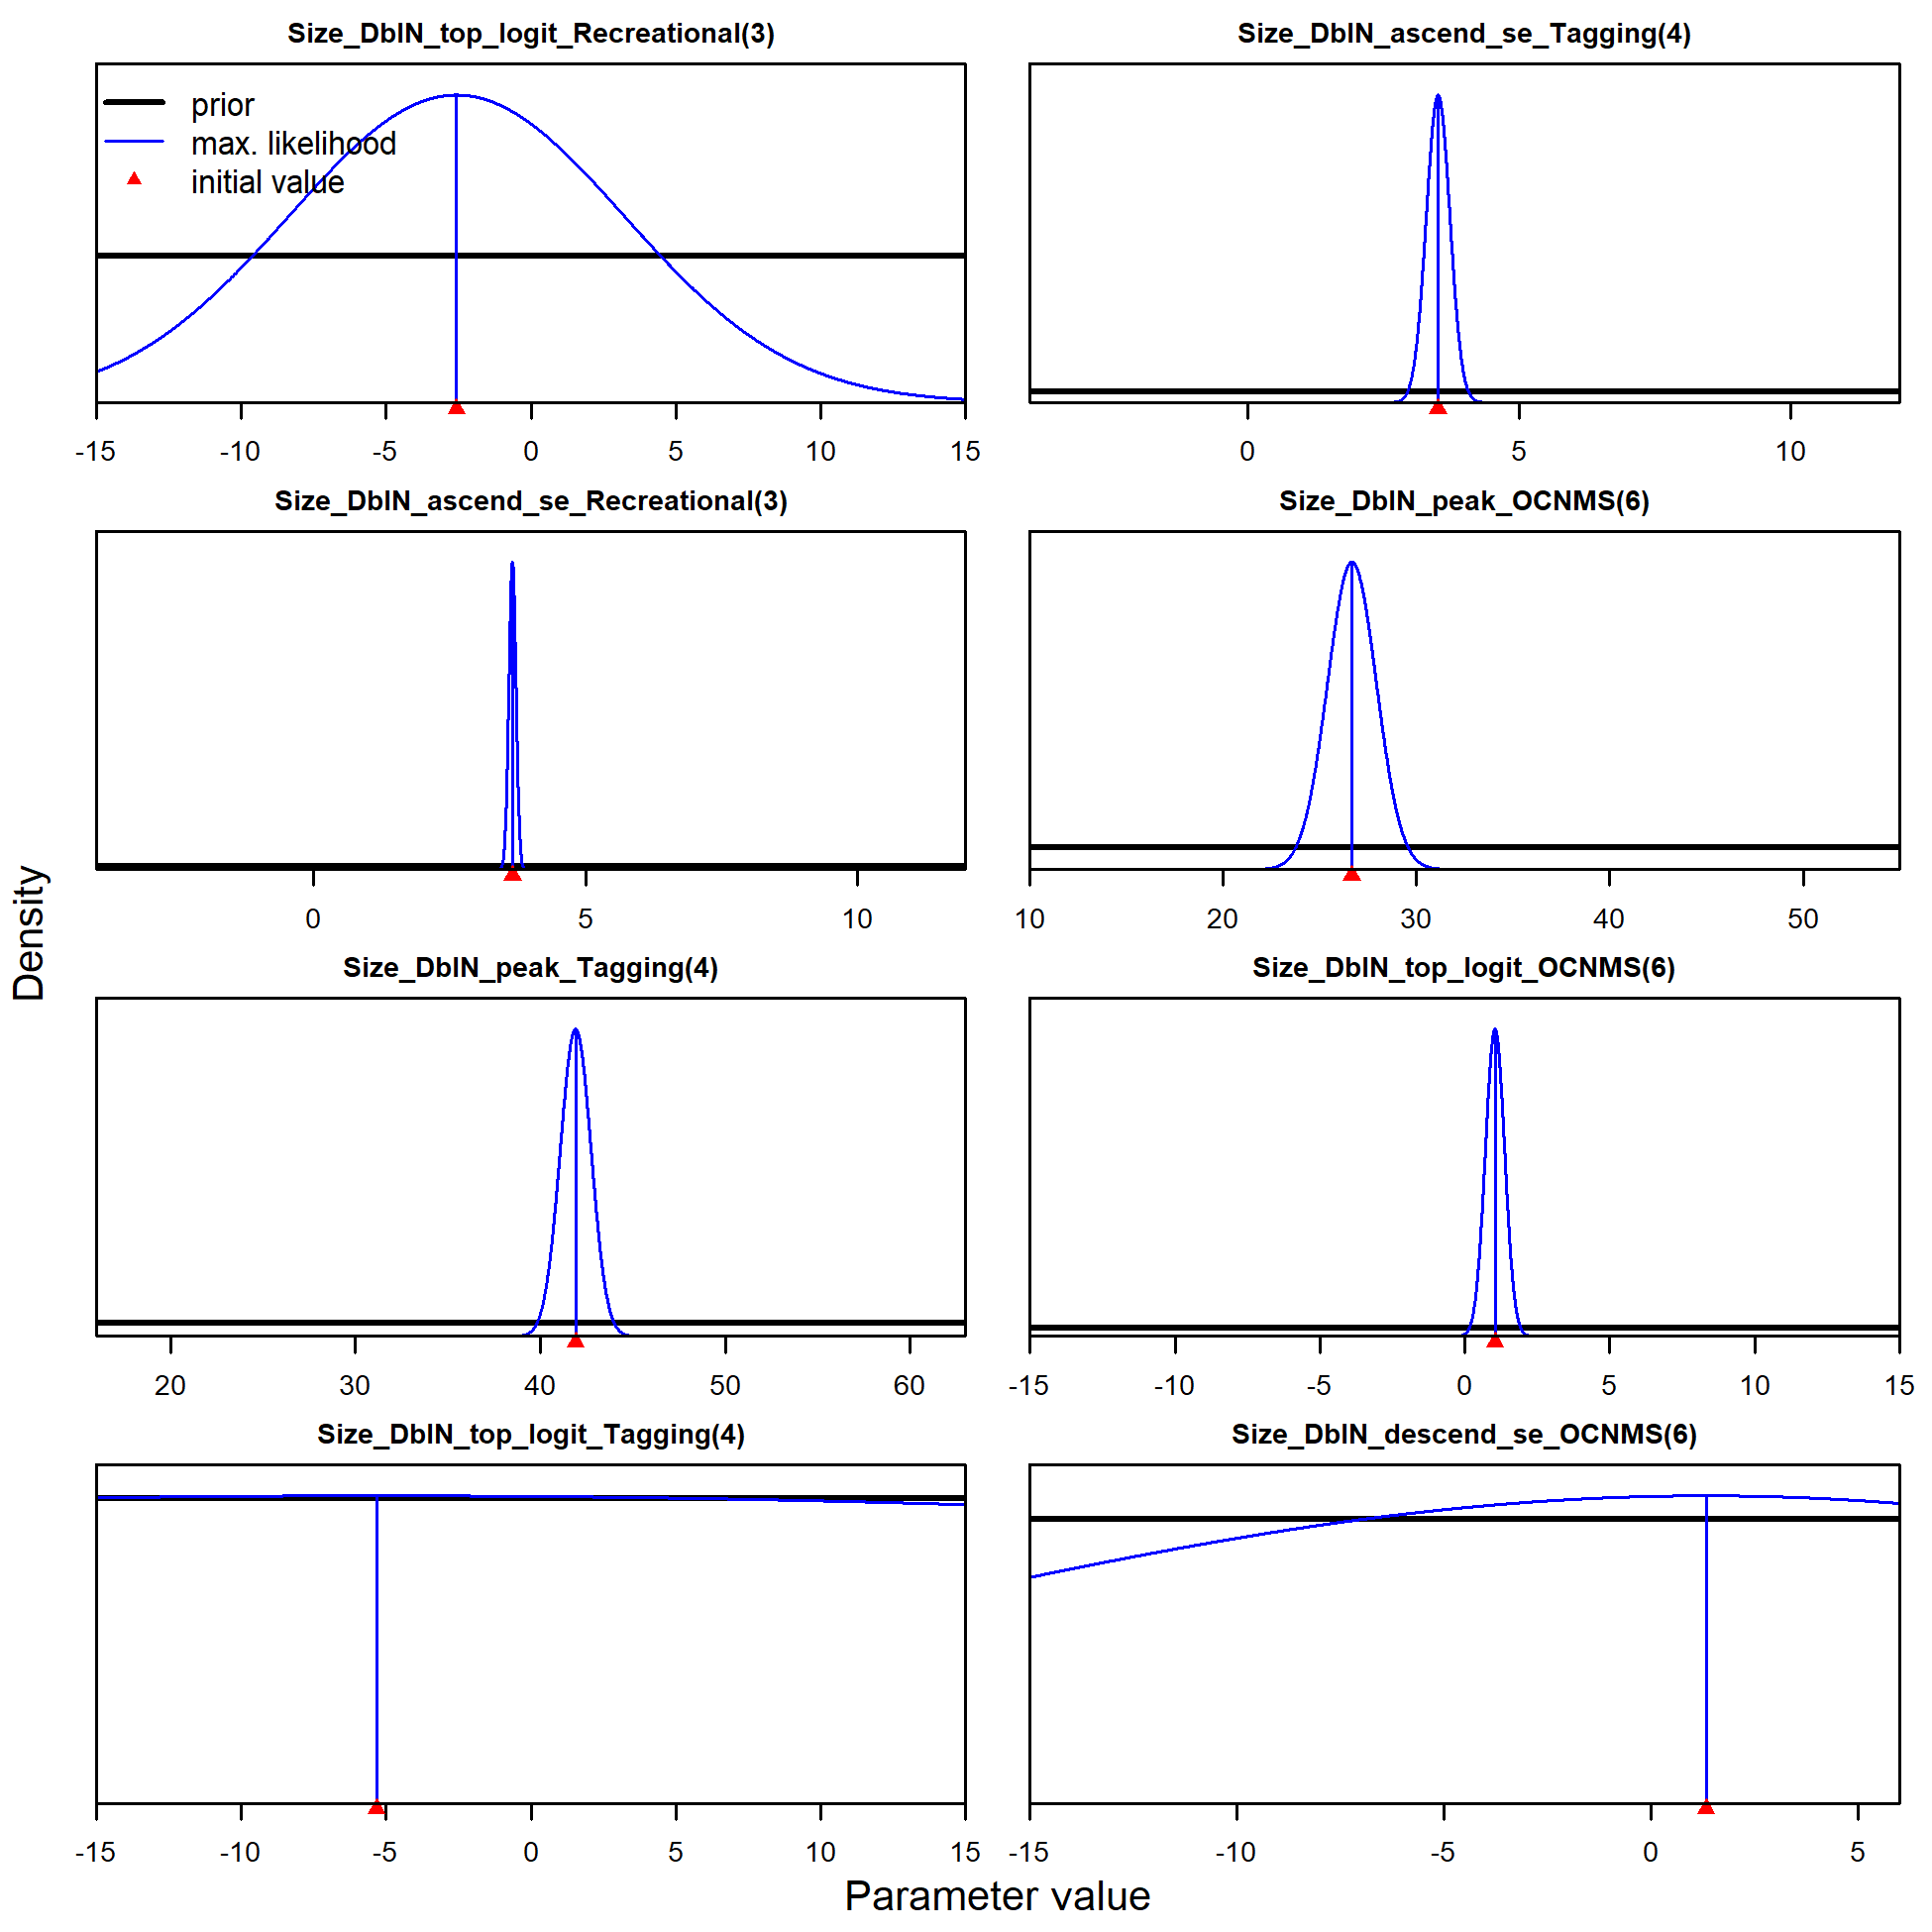 Size_DblN_top_logit_Recreational(3)
prior
max. likelihood
initial value
-15 -10 -5 0 5 10 15
Size_DblN_ascend_se_Tagging(4)
0 5 10
Size_DblN_ascend_se_Recreational(3)
0 5 10
Size_DblN_peak_OCNMS(6)
10 20 30 40 50
Size_DblN_peak_Tagging(4)
20 30 40 50 60
Size_DblN_top_logit_OCNMS(6)
-15 -10 -5 0 5 10 15
Size_DblN_top_logit_Tagging(4)
-15 -10 -5 0 5 10 15
Size_DblN_descend_se_OCNMS(6)
-15 -10 -5 0 5
Density
Parameter value